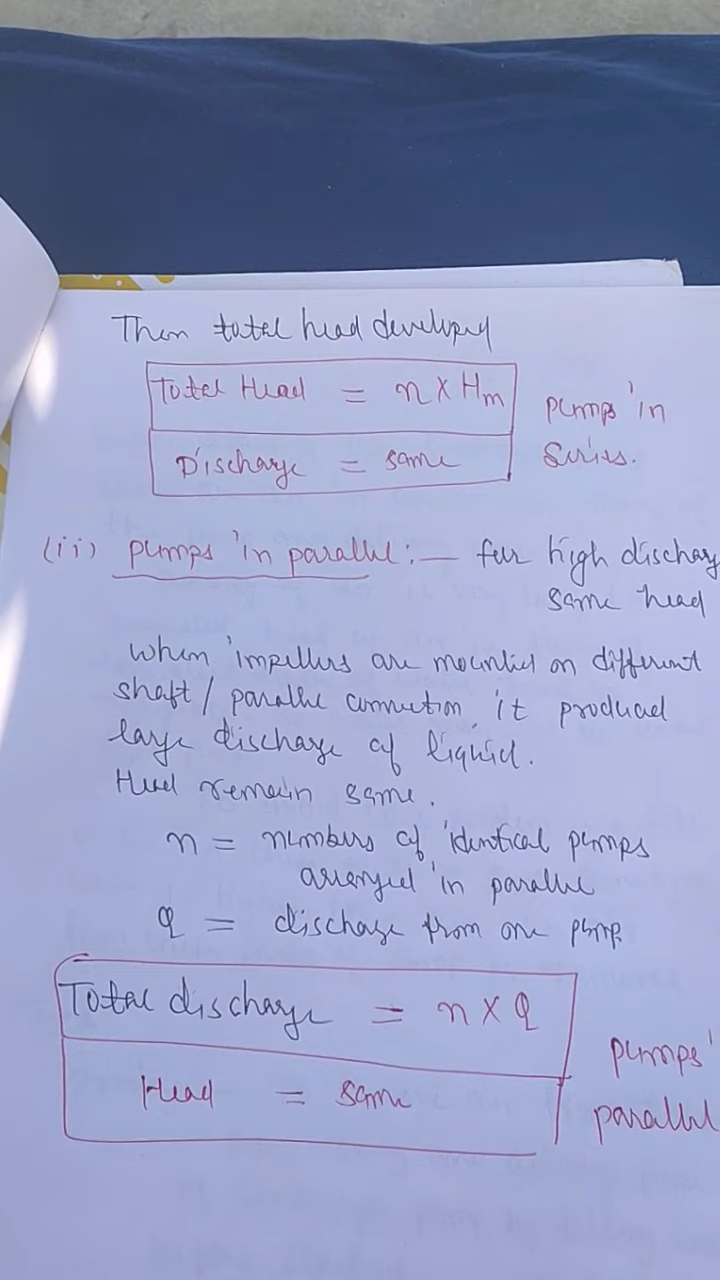 Then total head developed
Total Head = n × Hm
Discharge = same
pumps in
series.
(ii) pumps in parallel :— for high discharg
same head
When impellers are mounted on different
shaft / parallel connection, it produced
large discharge of liquid.
Head remain same.
n = numbers of identical pumps
arranged in parallel
Q = discharge from one pump.
Total discharge = n × Q
Head = same
pumps
parallel